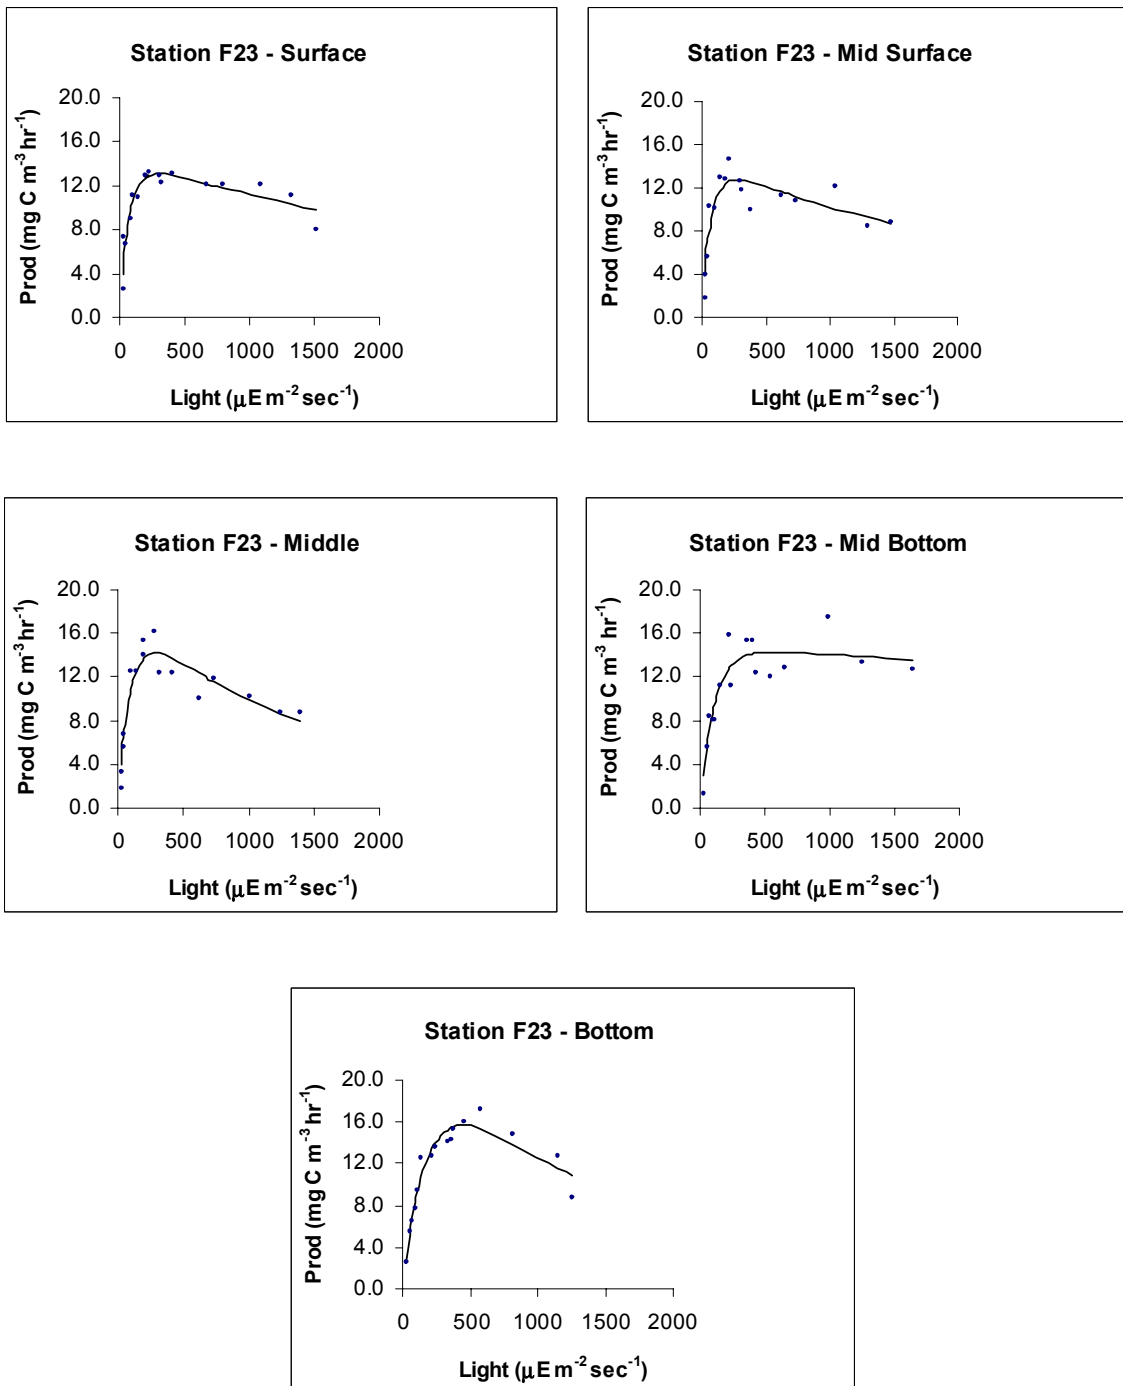 Station F23 - Surface
Prod (mg C m⁻³ hr⁻¹)
20.0
16.0
12.0
8.0
4.0
0.0
0 500 1000 1500 2000
Light (µE m⁻² sec⁻¹)
Station F23 - Mid Surface
Prod (mg C m⁻³ hr⁻¹)
20.0
16.0
12.0
8.0
4.0
0.0
0 500 1000 1500 2000
Light (µE m⁻² sec⁻¹)
Station F23 - Middle
Prod (mg C m⁻³ hr⁻¹)
20.0
16.0
12.0
8.0
4.0
0.0
0 500 1000 1500 2000
Light (µE m⁻² sec⁻¹)
Station F23 - Mid Bottom
Prod (mg C m⁻³ hr⁻¹)
20.0
16.0
12.0
8.0
4.0
0.0
0 500 1000 1500 2000
Light (µE m⁻² sec⁻¹)
Station F23 - Bottom
Prod (mg C m⁻³ hr⁻¹)
20.0
16.0
12.0
8.0
4.0
0.0
0 500 1000 1500 2000
Light (µE m⁻² sec⁻¹)